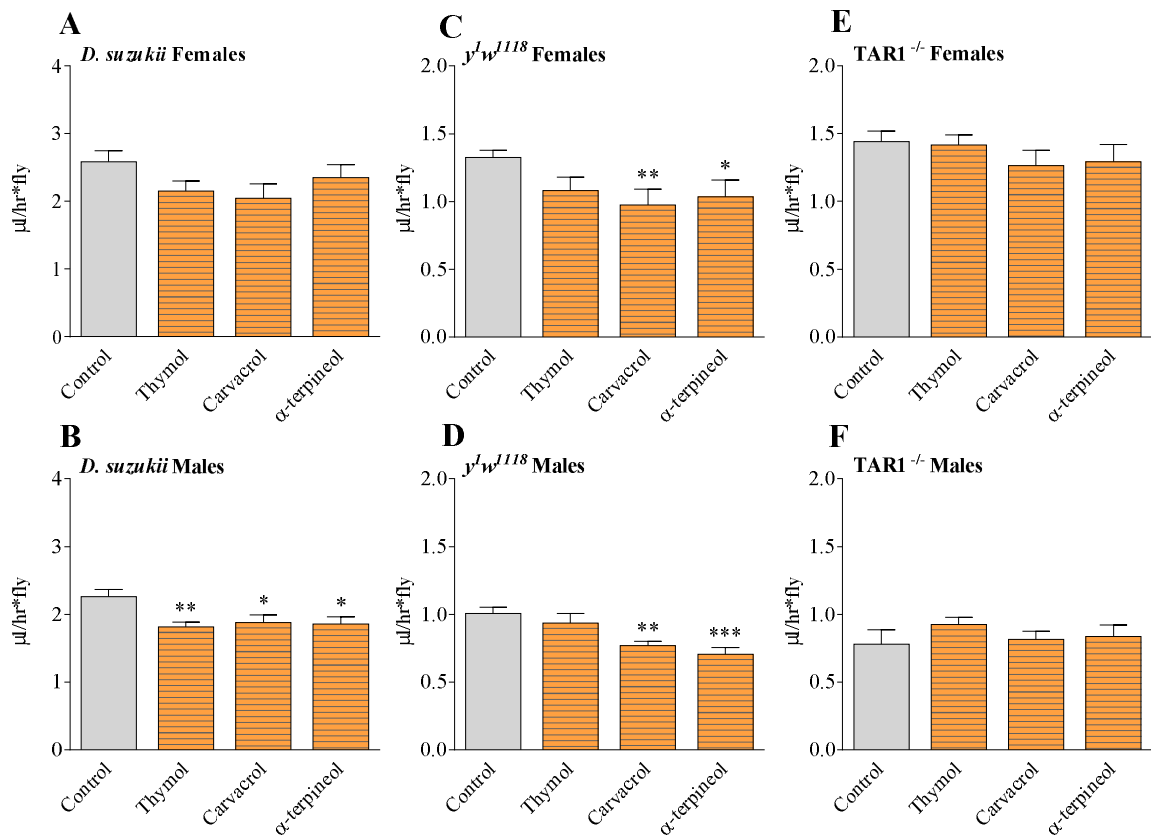 A
D. suzukii Females
4
3
2
1
0
µl/hr*fly
Control
Thymol
Carvacrol
α-terpineol
C
y¹w¹¹¹⁸ Females
2.0
1.5
1.0
0.5
0.0
µl/hr*fly
**
*
Control
Thymol
Carvacrol
α-terpineol
E
TAR1 -/- Females
2.0
1.5
1.0
0.5
0.0
µl/hr*fly
Control
Thymol
Carvacrol
α-terpineol
B
D. suzukii Males
4
3
2
1
0
µl/hr*fly
**
*
*
Control
Thymol
Carvacrol
α-terpineol
D
y¹w¹¹¹⁸ Males
2.0
1.5
1.0
0.5
0.0
µl/hr*fly
**
***
Control
Thymol
Carvacrol
α-terpineol
F
TAR1 -/- Males
2.0
1.5
1.0
0.5
0.0
µl/hr*fly
Control
Thymol
Carvacrol
α-terpineol